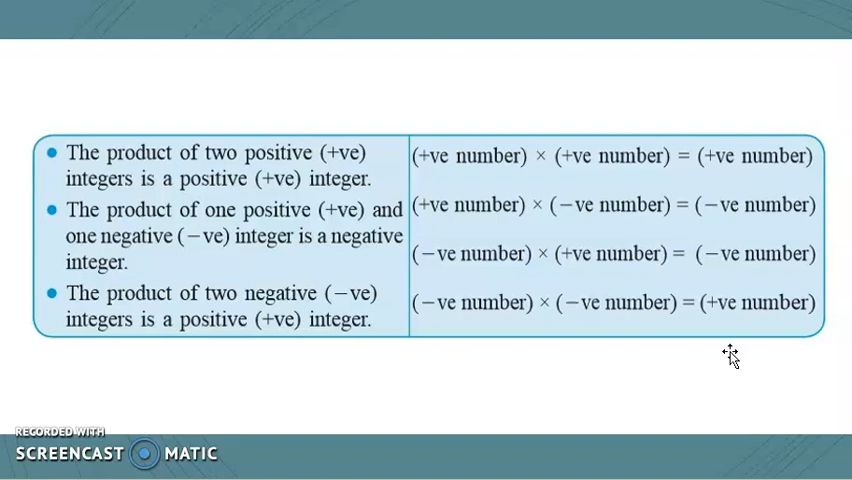 The product of two positive (+ve)
integers is a positive (+ve) integer.
The product of one positive (+ve) and
one negative (−ve) integer is a negative
integer.
The product of two negative (−ve)
integers is a positive (+ve) integer.
(+ve number) × (+ve number) = (+ve number)
(+ve number) × (−ve number) = (−ve number)
(−ve number) × (+ve number) = (−ve number)
(−ve number) × (−ve number) = (+ve number)
RECORDED WITH
SCREENCAST MATIC